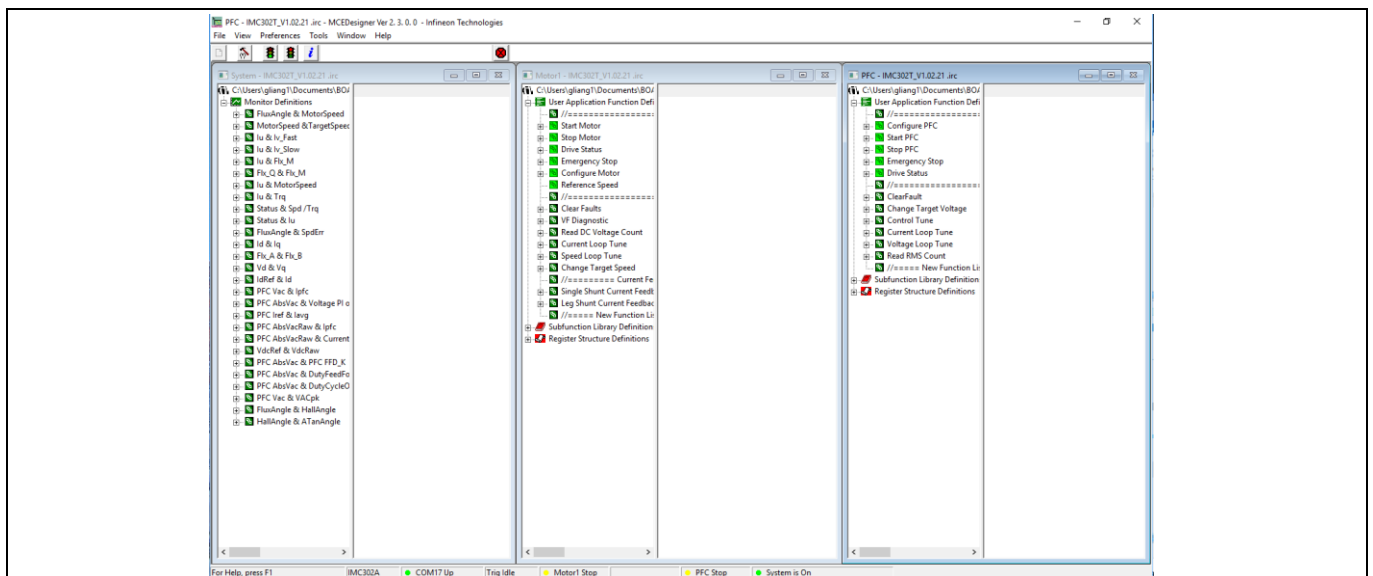 PFC - IMC302T_V1.02.21 .irc - MCEDesigner Ver 2. 3. 0. 0 - Infineon Technologies
File View Preferences Tools Window Help
System - IMC302T_V1.02.21 .irc
C:\Users\gliang1\Documents\BO
Monitor Definitions
FluxAngle & MotorSpeed
MotorSpeed &TargetSpeed
Iu & Iv_Fast
Iu & Iv_Slow
Iu & Flx_M
Flx_Q & Flx_M
Iu & MotorSpeed
Iu & Trq
Status & Spd /Trq
Status & Iu
FluxAngle & SpdErr
Id & Iq
Flx_A & Flx_B
Vd & Vq
IdRef & Id
PFC Vac & Ipfc
PFC AbsVac & Voltage PI o
PFC Iref & Iavg
PFC AbsVacRaw & Ipfc
PFC AbsVacRaw & Current
VdcRef & VdcRaw
PFC AbsVac & PFC FFD_K
PFC AbsVac & DutyFeedFo
PFC AbsVac & DutyCycleO
PFC Vac & VACpk
FluxAngle & HallAngle
HallAngle & ATanAngle
Motor1 - IMC302T_V1.02.21 .irc
C:\Users\gliang1\Documents\BO
User Application Function Defi
//=================
Start Motor
Stop Motor
Drive Status
Emergency Stop
Configure Motor
Reference Speed
//=================
Clear Faults
VF Diagnostic
Read DC Voltage Count
Current Loop Tune
Speed Loop Tune
Change Target Speed
//========= Current Fe
Single Shunt Current Feedb
Leg Shunt Current Feedbac
//===== New Function Li
Subfunction Library Definition
Register Structure Definitions
PFC - IMC302T_V1.02.21 .irc
C:\Users\gliang1\Documents\BO
User Application Function Defi
//=================
Configure PFC
Start PFC
Stop PFC
Emergency Stop
Drive Status
//=================
ClearFault
Change Target Voltage
Control Tune
Current Loop Tune
Voltage Loop Tune
Read RMS Count
//===== New Function Li
Subfunction Library Definition
Register Structure Definitions
For Help, press F1 IMC302A COM17 Up Trig Idle Motor1 Stop PFC Stop System is On